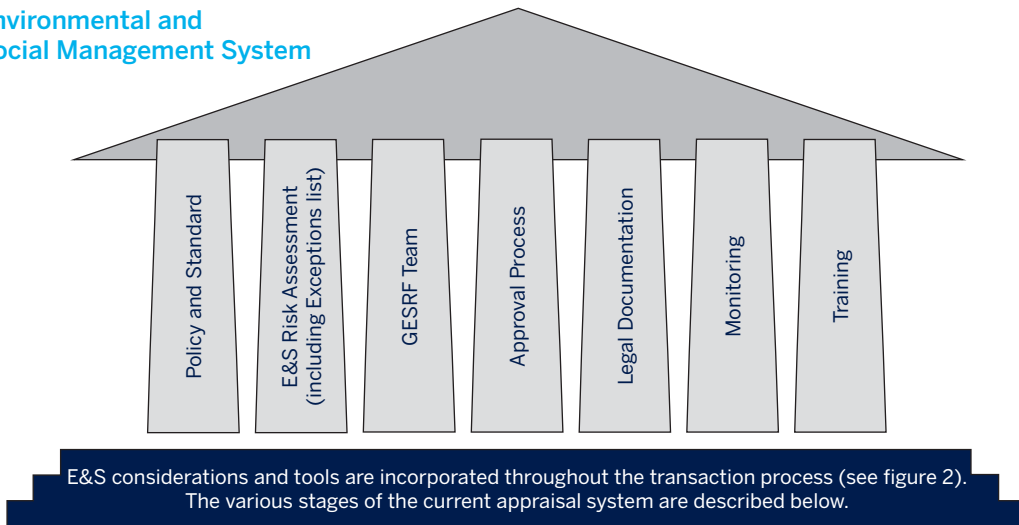 nvironmental and
ocial Management System
Policy and Standard
E&S Risk Assessment
(including Exceptions list)
GESRF Team
Approval Process
Legal Documentation
Monitoring
Training
E&S considerations and tools are incorporated throughout the transaction process (see figure 2).
The various stages of the current appraisal system are described below.